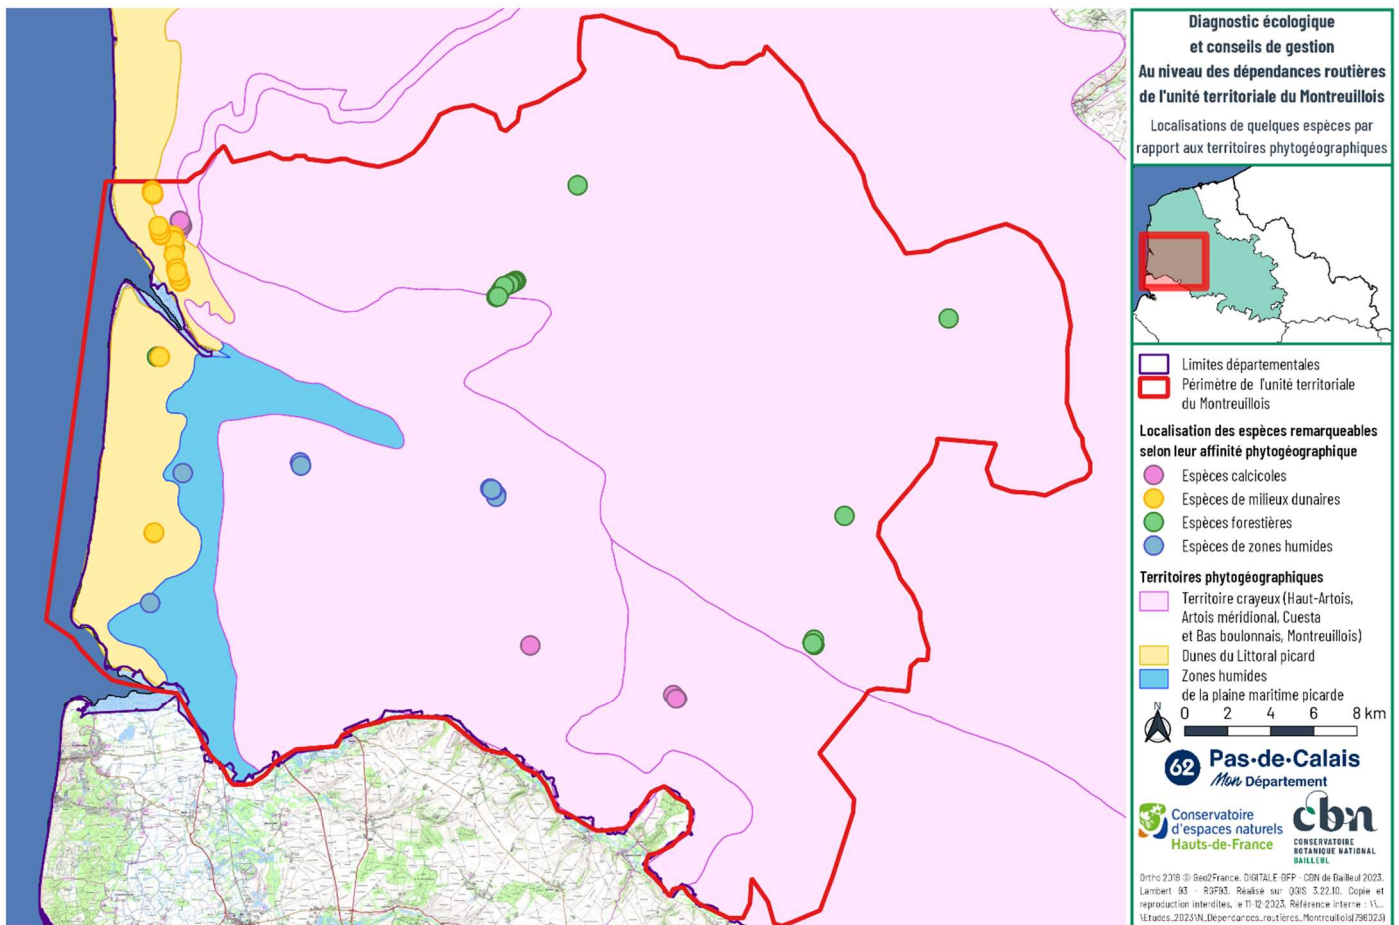 Diagnostic écologique
et conseils de gestion
Au niveau des dépendances routières
de l'unité territoriale du Montreuillois
Localisations de quelques espèces par
rapport aux territoires phytogéographiques
Limites départementales
Périmètre de l'unité territoriale
du Montreuillois
Localisation des espèces remarqueables
selon leur affinité phytogéographique
Espèces calcicoles
Espèces de milieux dunaires
Espèces forestières
Espèces de zones humides
Territoires phytogéographiques
Territoire crayeux (Haut-Artois,
Artois méridional, Cuesta
et Bas boulonnais, Montreuillois)
Dunes du Littoral picard
Zones humides
de la plaine maritime picarde
N
0 2 4 6 8 km
62 Pas-de-Calais
Mon Département
Conservatoire
d'espaces naturels
Hauts-de-France
cbn
CONSERVATOIRE
BOTANIQUE NATIONAL
BAILLEUL
Ortho 2018 © Geo2France. DIGITALE-BFP - CBN de Bailleul 2023.
Lambert 93 - RGF93. Réalisé sur QGIS 3.22.10. Copie et
reproduction interdites, le 11-12-2023. Référence interne : \\...
\Etudes_2023\N_Dépendances_routières_Montreuillois(796023)